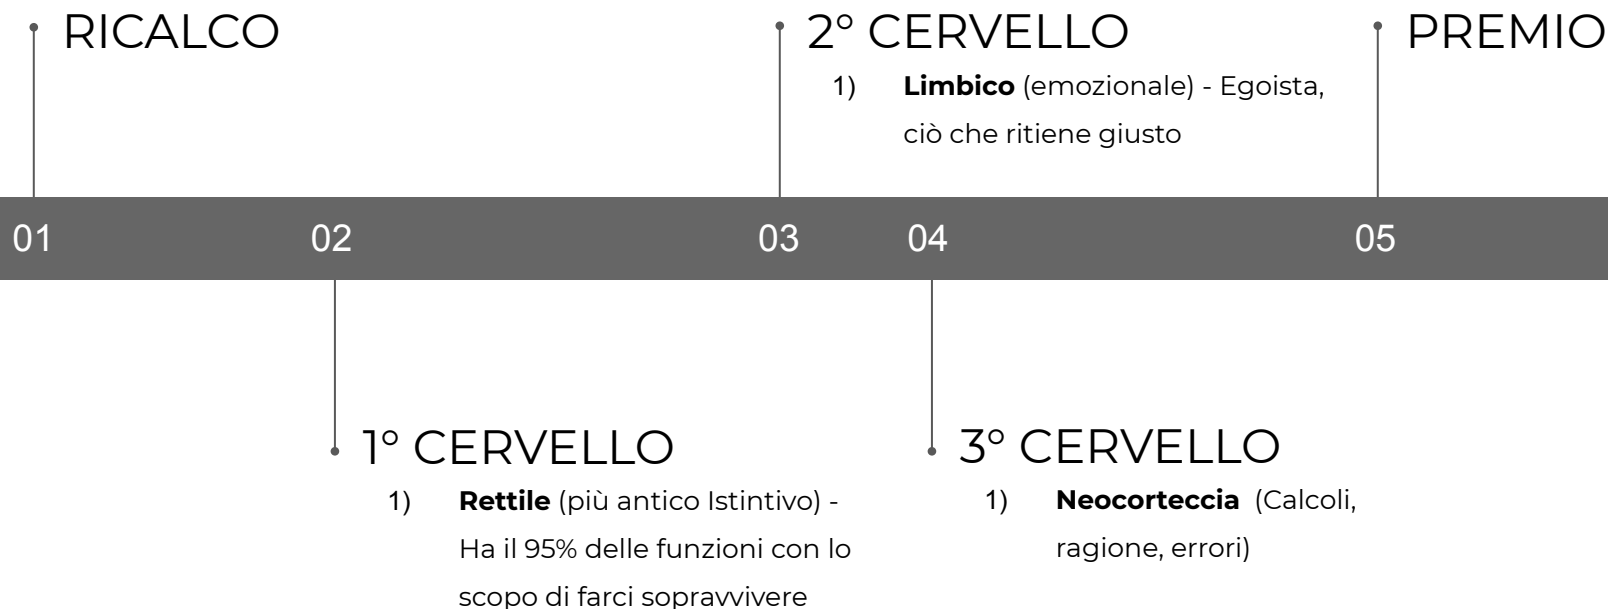 RICALCO
2° CERVELLO
1) Limbico (emozionale) - Egoista,
ciò che ritiene giusto
PREMIO
01 02 03 04 05
1° CERVELLO
1) Rettile (più antico Istintivo) -
Ha il 95% delle funzioni con lo
scopo di farci sopravvivere
3° CERVELLO
1) Neocorteccia (Calcoli,
ragione, errori)